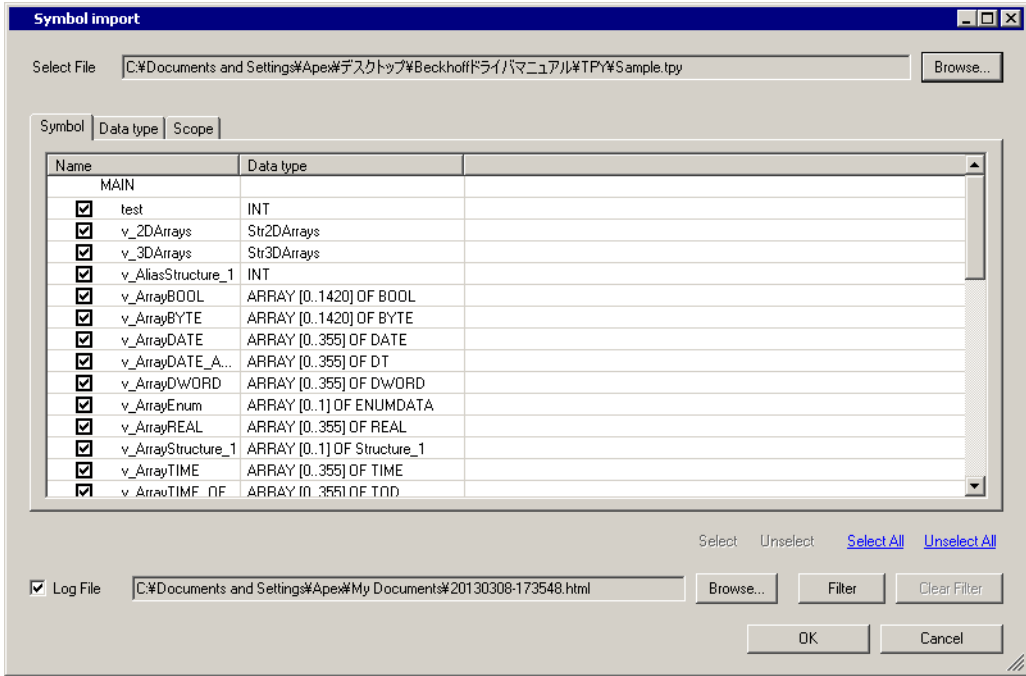 Symbol import
Select File C:¥Documents and Settings¥Apex¥デスクトップ¥Beckhoffドライバマニュアル¥TPY¥Sample.tpy Browse...
Symbol Data type Scope
Name Data type
MAIN
test INT
v_2DArrays Str2DArrays
v_3DArrays Str3DArrays
v_AliasStructure_1 INT
v_ArrayBOOL ARRAY [0..1420] OF BOOL
v_ArrayBYTE ARRAY [0..1420] OF BYTE
v_ArrayDATE ARRAY [0..355] OF DATE
v_ArrayDATE_A... ARRAY [0..355] OF DT
v_ArrayDWORD ARRAY [0..355] OF DWORD
v_ArrayEnum ARRAY [0..1] OF ENUMDATA
v_ArrayREAL ARRAY [0..355] OF REAL
v_ArrayStructure_1 ARRAY [0..1] OF Structure_1
v_ArrayTIME ARRAY [0..355] OF TIME
v_ArrayTIME_OF ARRAY [0..355] OF TOD
Select Unselect Select All Unselect All
Log File C:¥Documents and Settings¥Apex¥My Documents¥20130308-173548.html Browse... Filter Clear Filter
OK Cancel